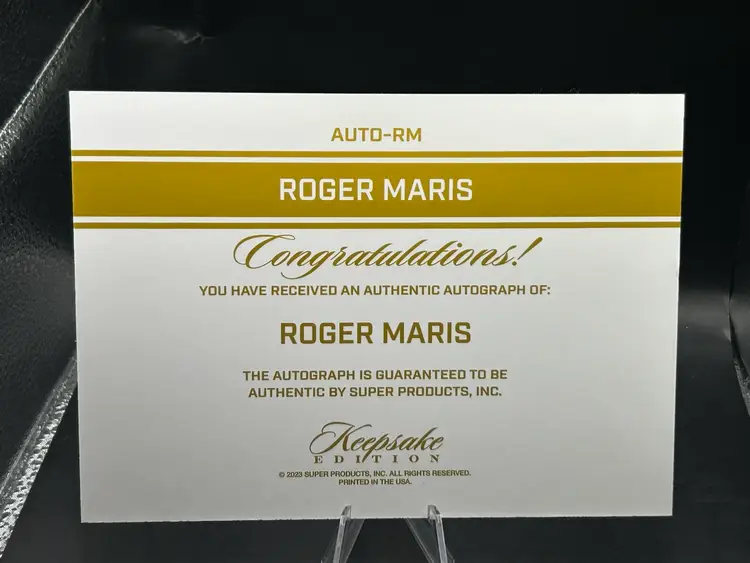 AUTO-RM
ROGER MARIS
Congratulations!
YOU HAVE RECEIVED AN AUTHENTIC AUTOGRAPH OF:
ROGER MARIS
THE AUTOGRAPH IS GUARANTEED TO BE
AUTHENTIC BY SUPER PRODUCTS, INC.
Keepsake
EDITION
© 2023 SUPER PRODUCTS, INC. ALL RIGHTS RESERVED.
PRINTED IN THE USA.